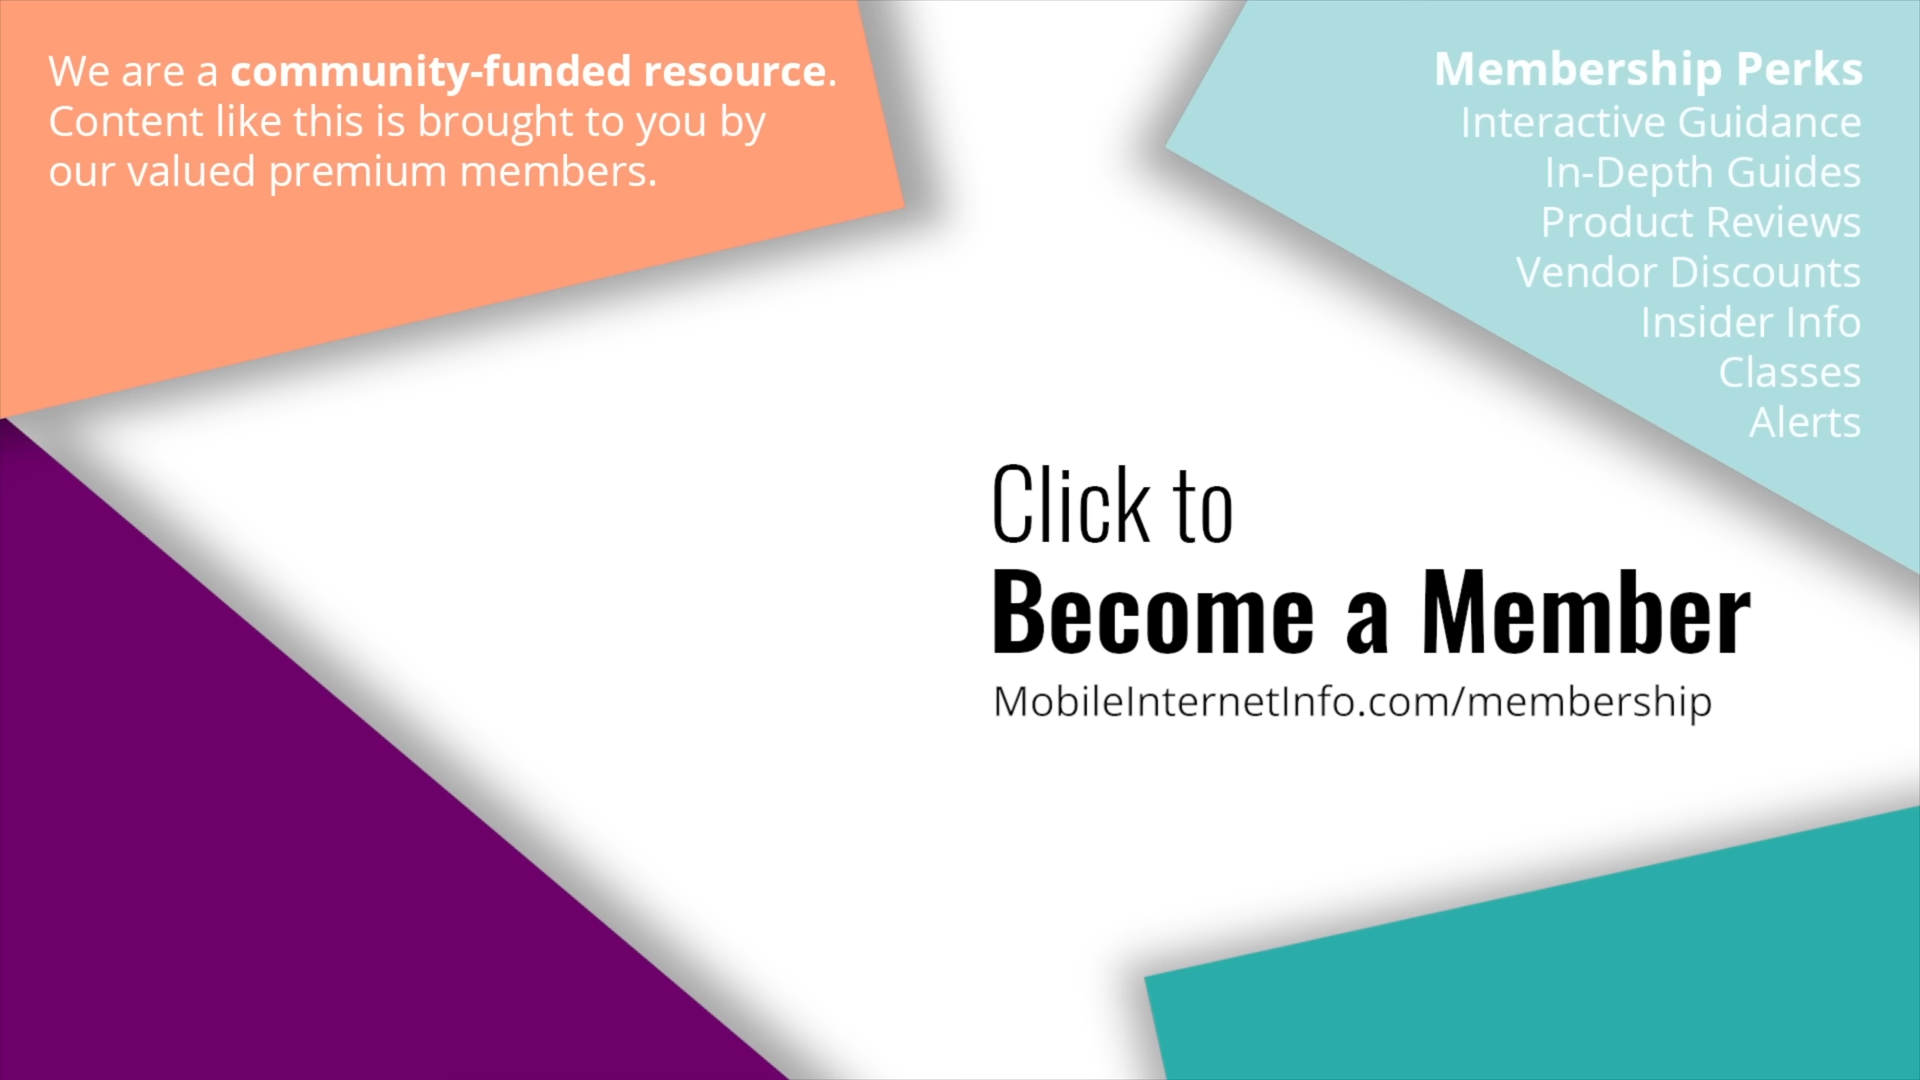 We are a community-funded resource.
Content like this is brought to you by
our valued premium members.
Membership Perks
Interactive Guidance
In-Depth Guides
Product Reviews
Vendor Discounts
Insider Info
Classes
Alerts
Click to
Become a Member
MobileInternetInfo.com/membership